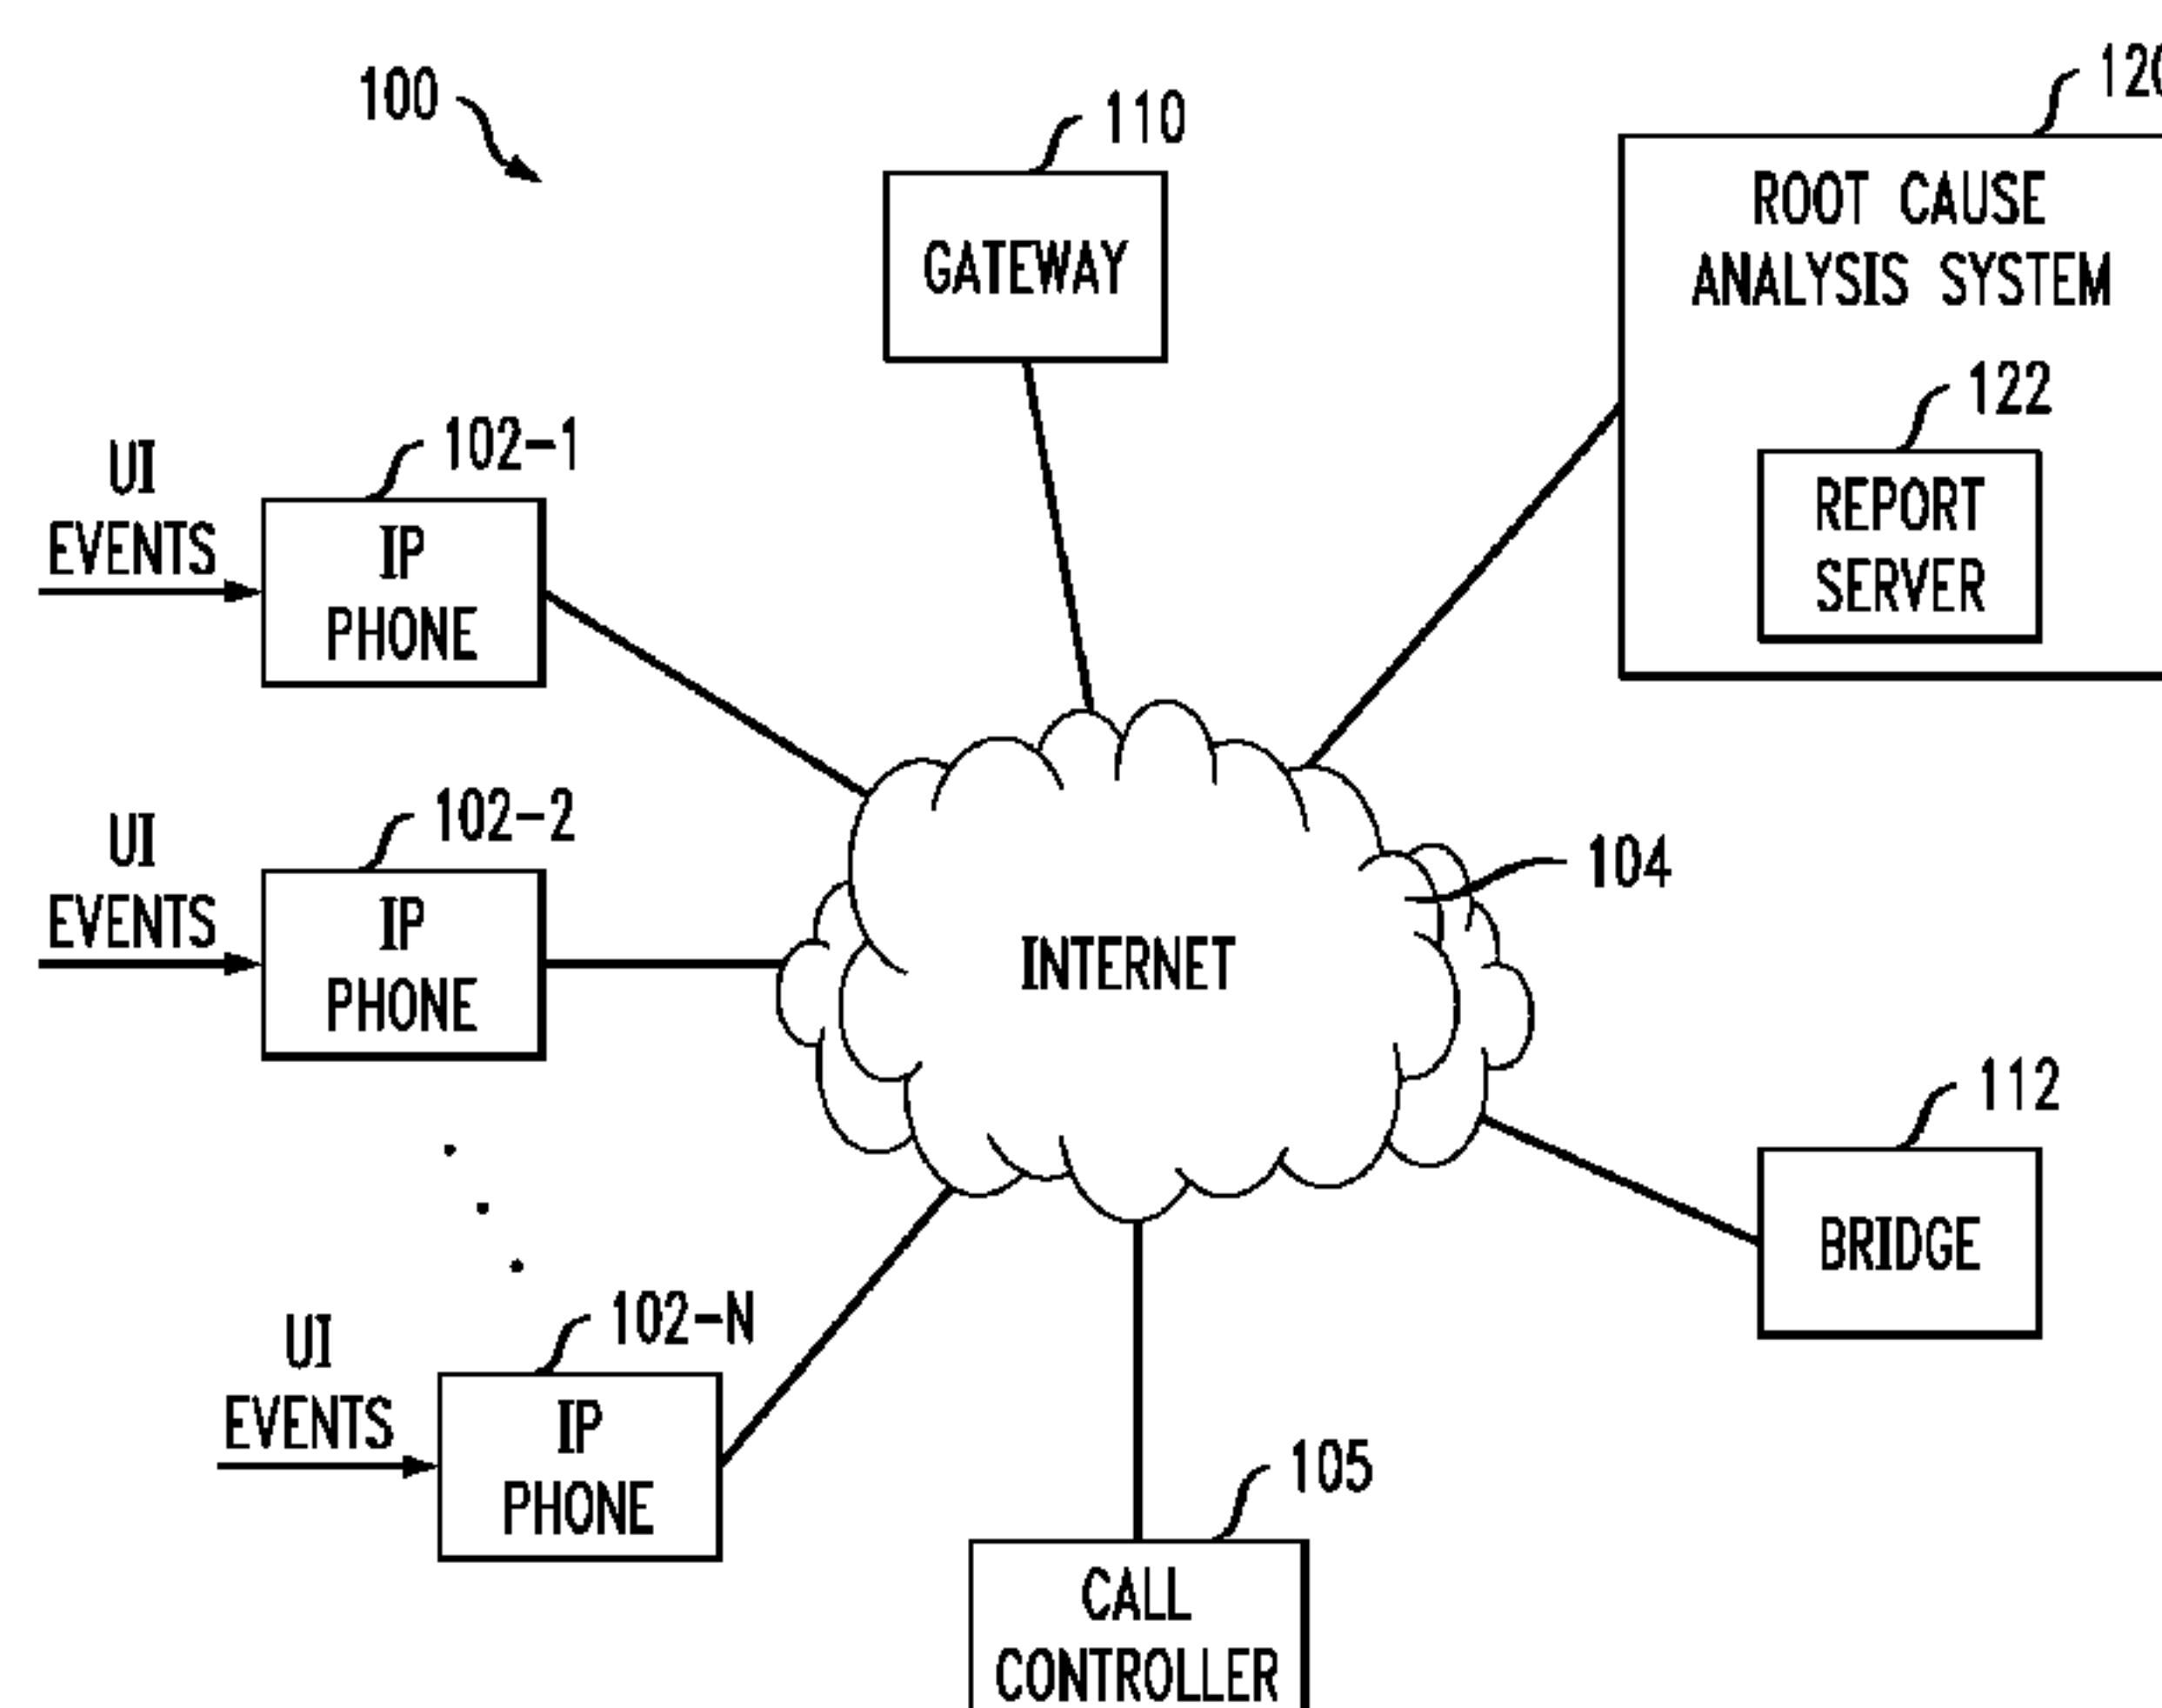 100
110
GATEWAY
ROOT CAUSE
ANALYSIS SYSTEM
122
REPORT
SERVER
102-1
UI
EVENTS
IP
PHONE
102-2
UI
EVENTS
IP
PHONE
104
INTERNET
112
BRIDGE
102-N
UI
EVENTS
IP
PHONE
105
CALL
CONTROLLER